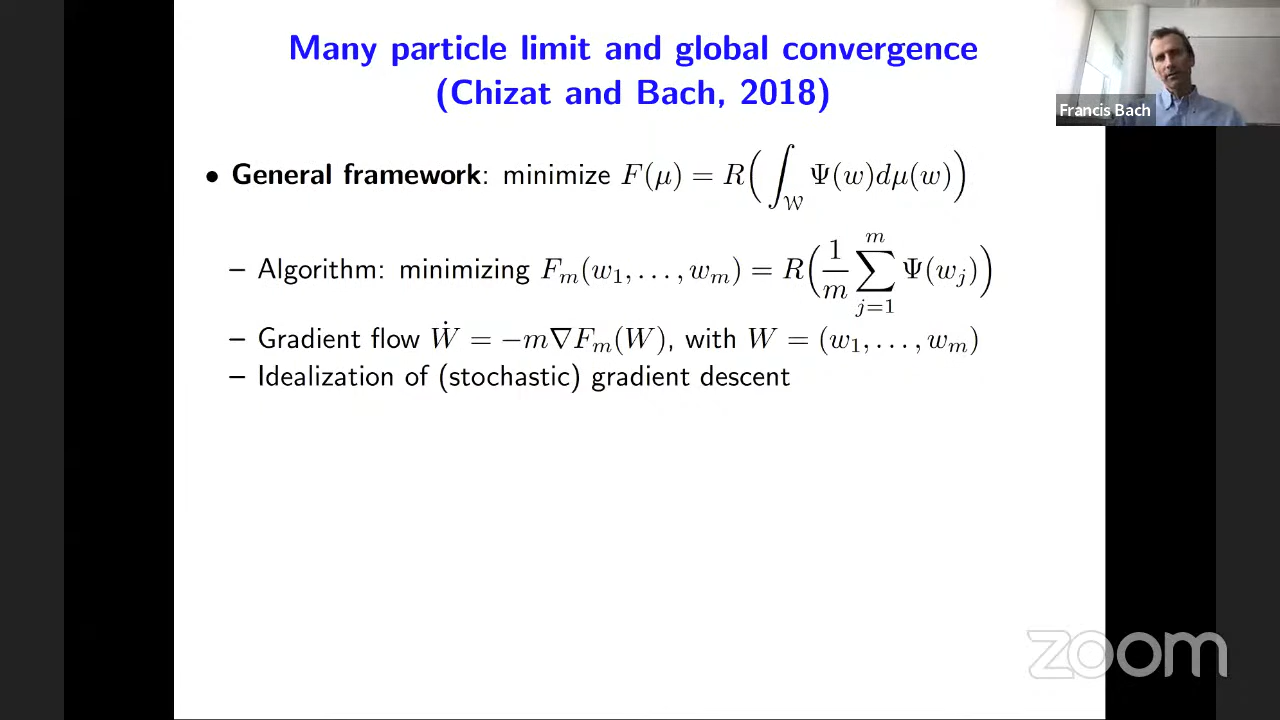 Many particle limit and global convergence
(Chizat and Bach, 2018)
Francis Bach
• General framework: minimize F(μ) = R(∫_𝒲 Ψ(w)dμ(w))
– Algorithm: minimizing F_m(w_1, . . . , w_m) = R(1/m ∑_{j=1}^m Ψ(w_j))
– Gradient flow Ẇ = −m∇F_m(W), with W = (w_1, . . . , w_m)
– Idealization of (stochastic) gradient descent
zoom